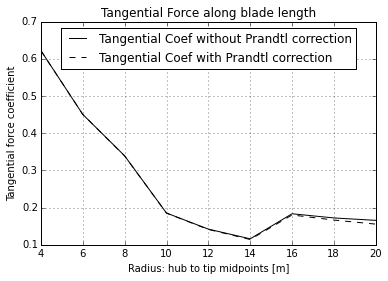 Tangential Force along blade length
Tangential Coef without Prandtl correction
Tangential Coef with Prandtl correction
Tangential force coefficient
0.7
0.6
0.5
0.4
0.3
0.2
0.1
4 6 8 10 12 14 16 18 20
Radius: hub to tip midpoints [m]